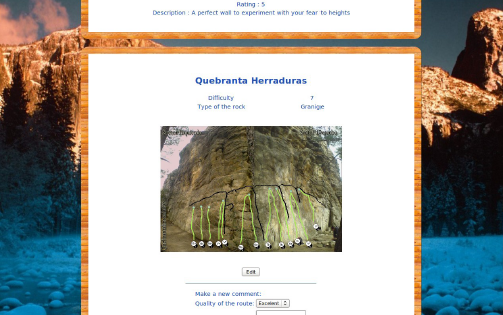 Rating : 5
Description : A perfect wall to experiment with your fear to heights
Quebranta Herraduras
Difficulty 7
Type of the rock Granige
Edit
Make a new comment:
Quality of the route: Excelent